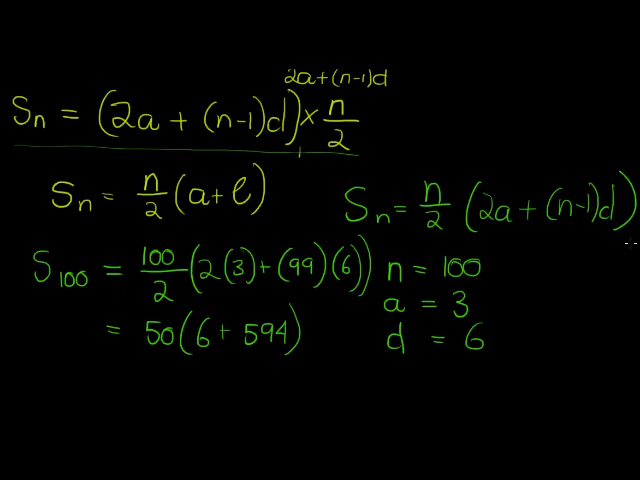 2a+(n-1)d
Sn = (2a + (n-1)d) × n/2
Sn = n/2 (a+l)
Sn = n/2 (2a + (n-1)d)
S100 = 100/2 (2(3) + (99)(6))
n = 100
a = 3
= 50(6 + 594)
d = 6